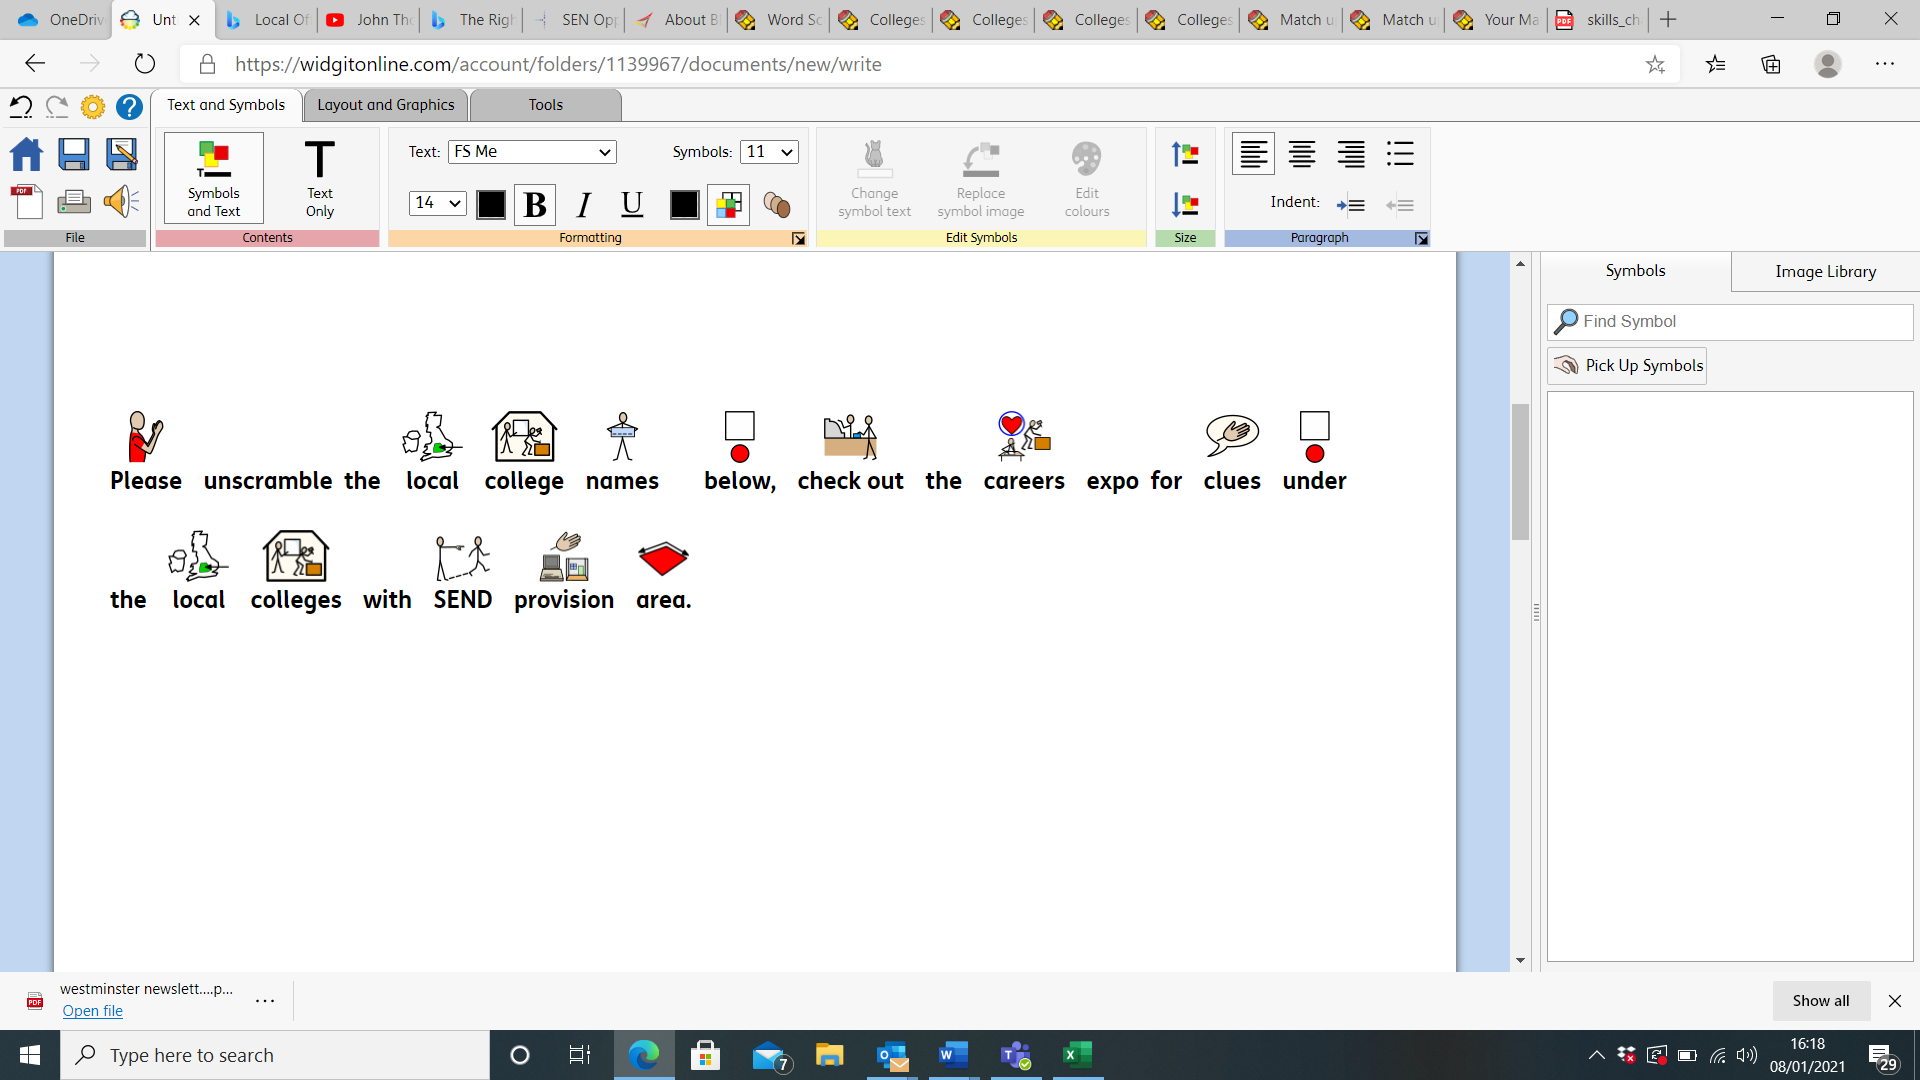 OneDriv
Unt
Local Of
John Tho
The Righ
SEN Opp
About B
Word Sc
Colleges
Colleges
Colleges
Colleges
Match u
Match u
Your Ma
skills_ch
https://widgitonline.com/account/folders/1139967/documents/new/write
Text and Symbols
Layout and Graphics
Tools
Symbols and Text
Text Only
Text: FS Me
Symbols: 11
14
B I U
Change symbol text
Replace symbol image
Edit colours
Indent:
File
Contents
Formatting
Edit Symbols
Size
Paragraph
Symbols
Image Library
Find Symbol
Pick Up Symbols
Please unscramble the local college names below, check out the careers expo for clues under
the local colleges with SEND provision area.
westminster newslett....p...
Open file
Show all
Type here to search
7
16:18
08/01/2021
29